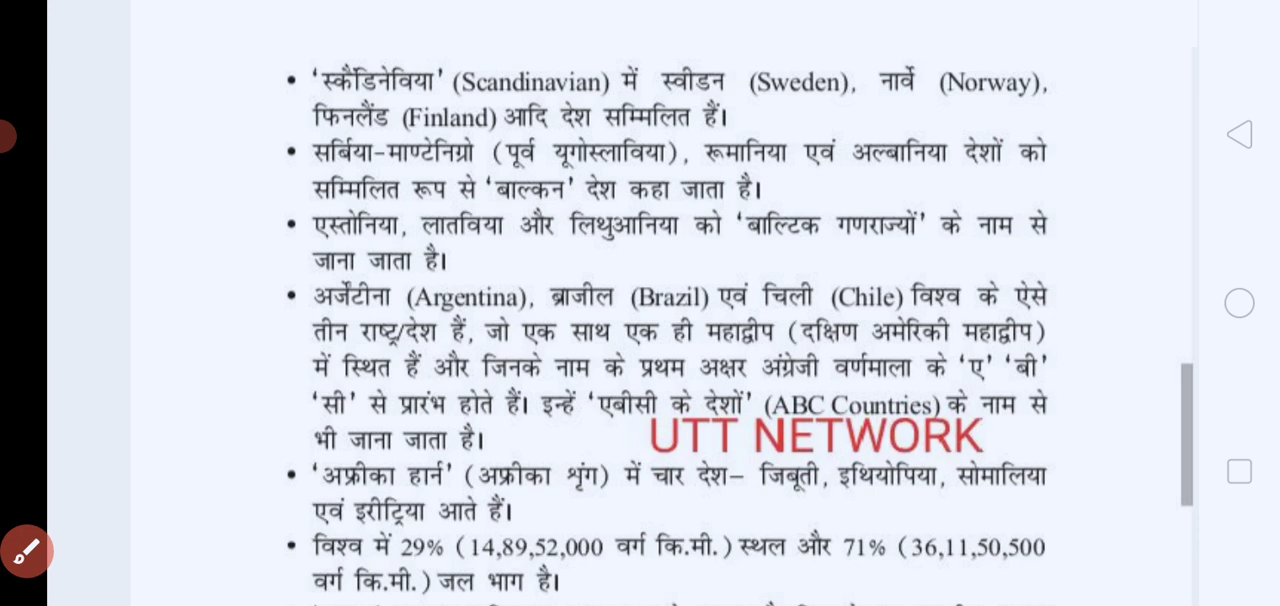 • 'स्कैंडिनेविया' (Scandinavian) में स्वीडन (Sweden), नार्वे (Norway),
फिनलैंड (Finland) आदि देश सम्मिलित हैं।
• सर्बिया-माण्टेनिग्रो (पूर्व यूगोस्लाविया), रूमानिया एवं अल्बानिया देशों को
सम्मिलित रूप से 'बाल्कन' देश कहा जाता है।
• एस्तोनिया, लातविया और लिथुआनिया को 'बाल्टिक गणराज्यों' के नाम से
जाना जाता है।
• अर्जेंटीना (Argentina), ब्राजील (Brazil) एवं चिली (Chile) विश्व के ऐसे
तीन राष्ट्र/देश हैं, जो एक साथ एक ही महाद्वीप (दक्षिण अमेरिकी महाद्वीप)
में स्थित हैं और जिनके नाम के प्रथम अक्षर अंग्रेजी वर्णमाला के 'ए' 'बी'
'सी' से प्रारंभ होते हैं। इन्हें 'एबीसी के देशों' (ABC Countries) के नाम से
भी जाना जाता है।
UTT NETWORK
• 'अफ्रीका हार्न' (अफ्रीका श्रृंग) में चार देश– जिबूती, इथियोपिया, सोमालिया
एवं इरीट्रिया आते हैं।
• विश्व में 29% (14,89,52,000 वर्ग कि.मी.) स्थल और 71% (36,11,50,500
वर्ग कि.मी.) जल भाग है।